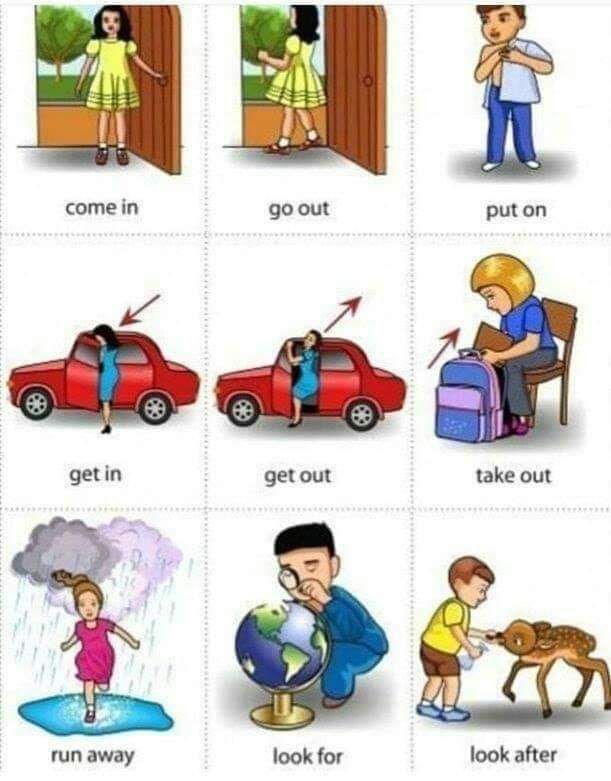 come in
go out
put on
get in
get out
take out
run away
look for
look after